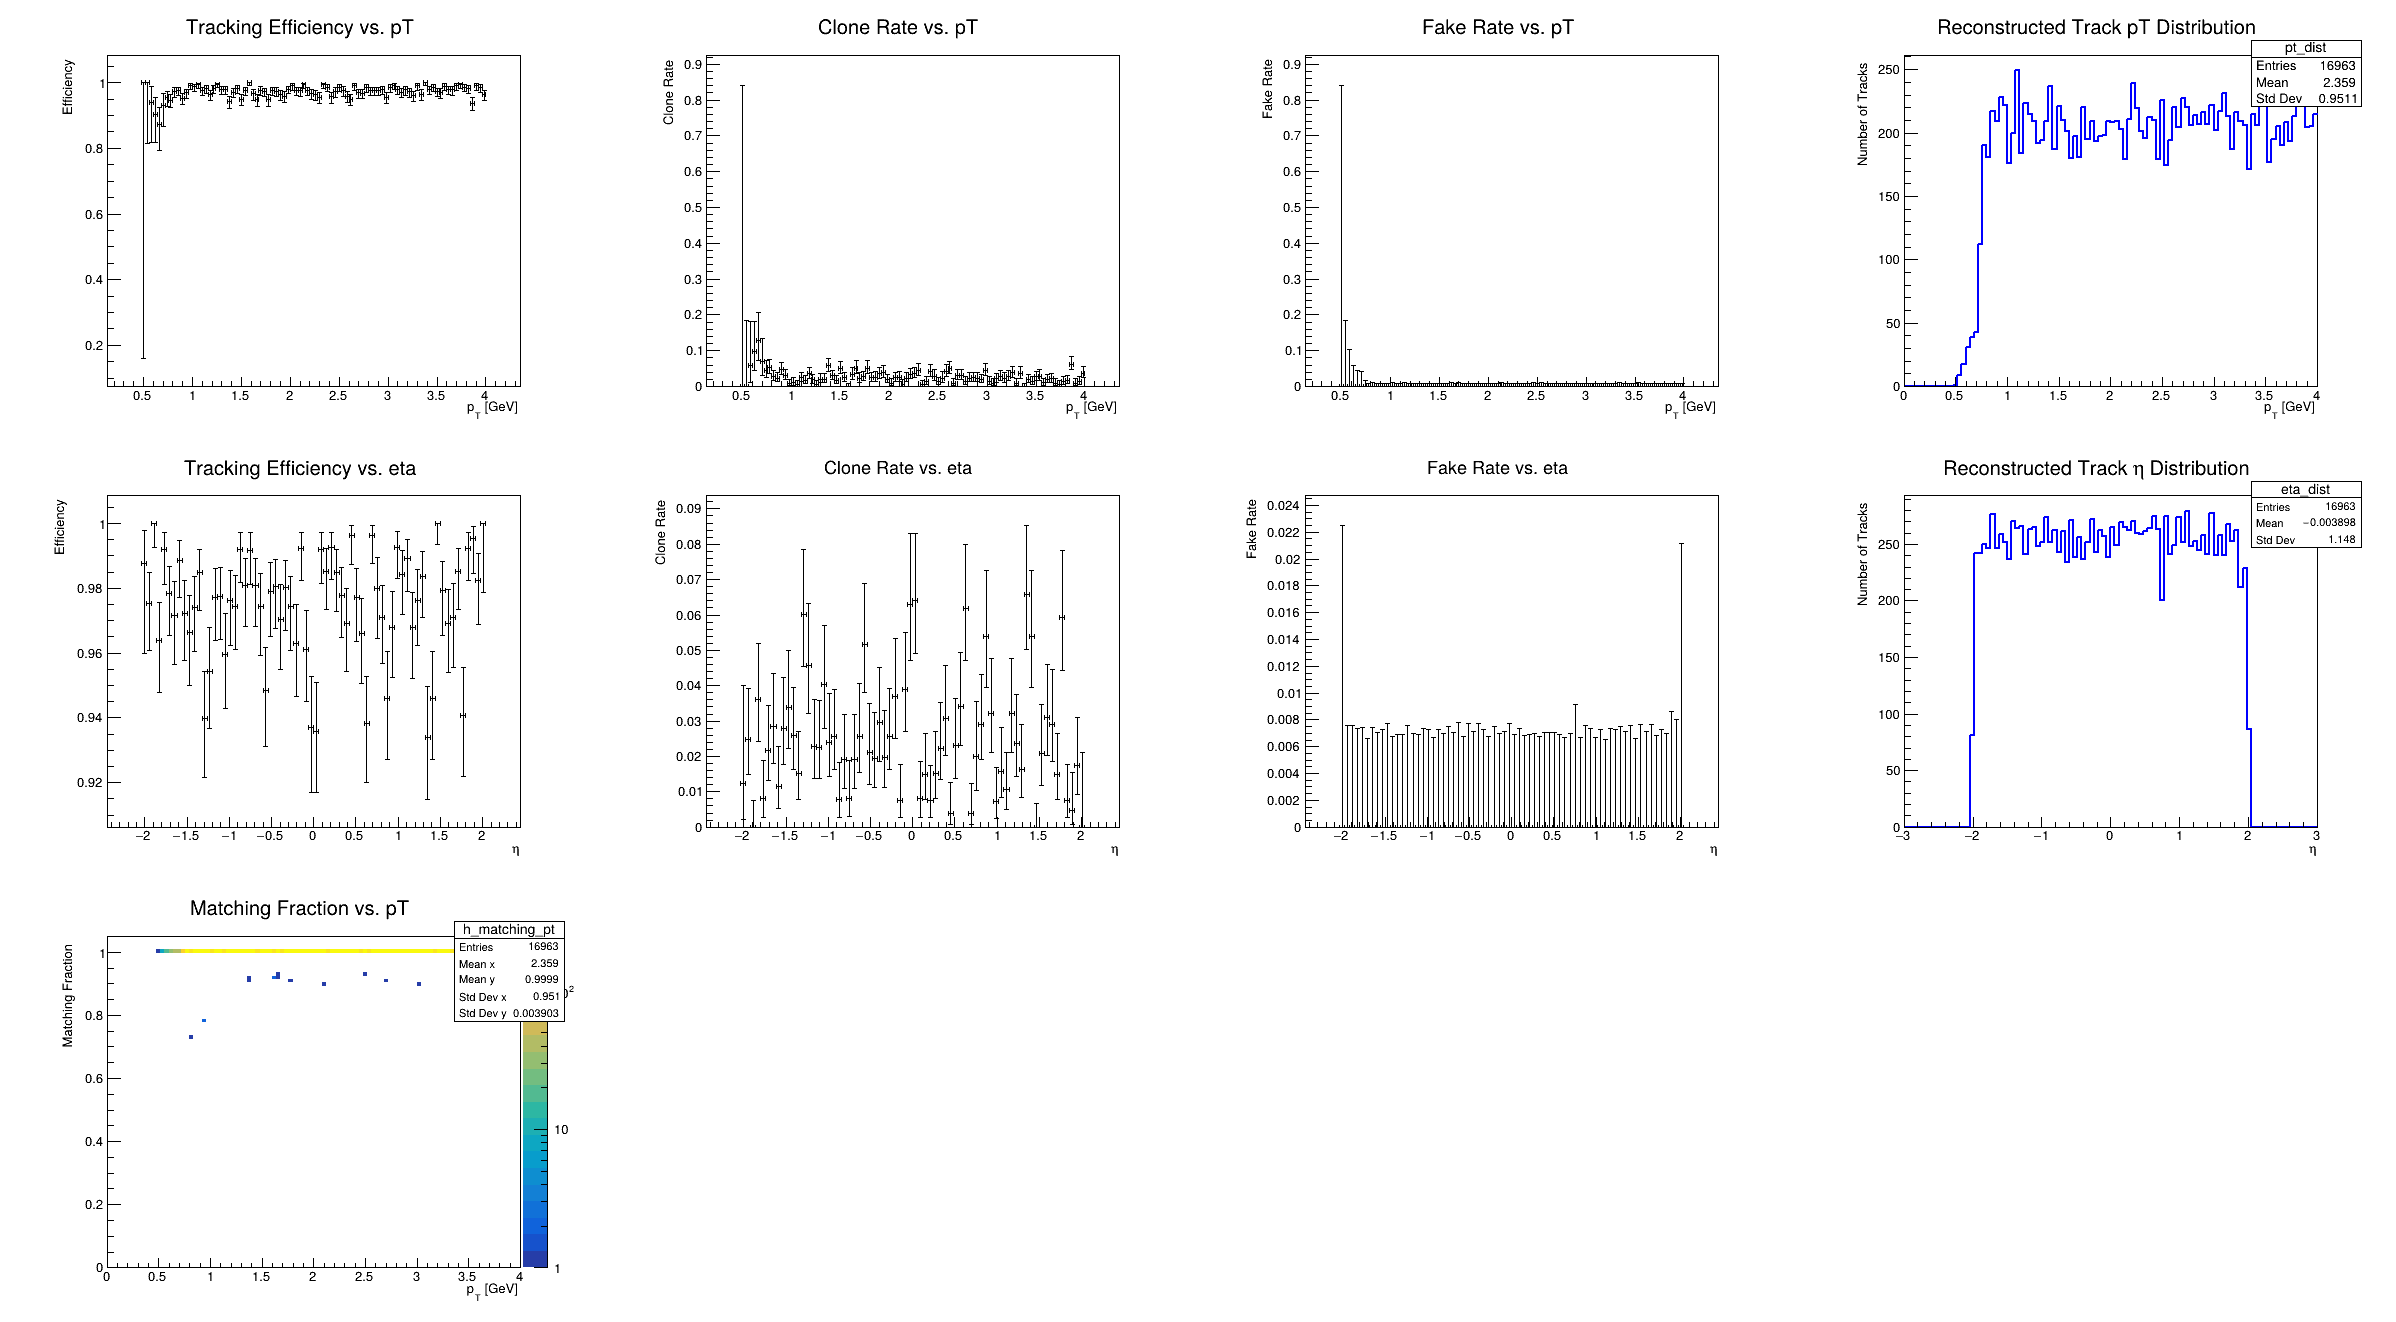 Tracking Efficiency vs. pT
Efficiency
1
0.8
0.6
0.4
0.2
0.5 1 1.5 2 2.5 3 3.5 4
p_T [GeV]
Clone Rate vs. pT
Clone Rate
0.9
0.8
0.7
0.6
0.5
0.4
0.3
0.2
0.1
0
0.5 1 1.5 2 2.5 3 3.5 4
p_T [GeV]
Fake Rate vs. pT
Fake Rate
0.9
0.8
0.7
0.6
0.5
0.4
0.3
0.2
0.1
0
0.5 1 1.5 2 2.5 3 3.5 4
p_T [GeV]
Reconstructed Track pT Distribution
pt_dist
Entries 16963
Mean 2.359
Std Dev 0.9511
Number of Tracks
250
200
150
100
50
0
0 0.5 1 1.5 2 2.5 3 3.5 4
p_T [GeV]
Tracking Efficiency vs. eta
Efficiency
1
0.98
0.96
0.94
0.92
−2 −1.5 −1 −0.5 0 0.5 1 1.5 2
η
Clone Rate vs. eta
Clone Rate
0.09
0.08
0.07
0.06
0.05
0.04
0.03
0.02
0.01
0
−2 −1.5 −1 −0.5 0 0.5 1 1.5 2
η
Fake Rate vs. eta
Fake Rate
0.024
0.022
0.02
0.018
0.016
0.014
0.012
0.01
0.008
0.006
0.004
0.002
0
−2 −1.5 −1 −0.5 0 0.5 1 1.5 2
η
Reconstructed Track η Distribution
eta_dist
Entries 16963
Mean −0.003898
Std Dev 1.148
Number of Tracks
250
200
150
100
50
0
−3 −2 −1 0 1 2 3
η
Matching Fraction vs. pT
h_matching_pt
Entries 16963
Mean x 2.359
Mean y 0.9999
Std Dev x 0.951
Std Dev y 0.003903
Matching Fraction
1
0.8
0.6
0.4
0.2
0
0 0.5 1 1.5 2 2.5 3 3.5 4
p_T [GeV]
10
1